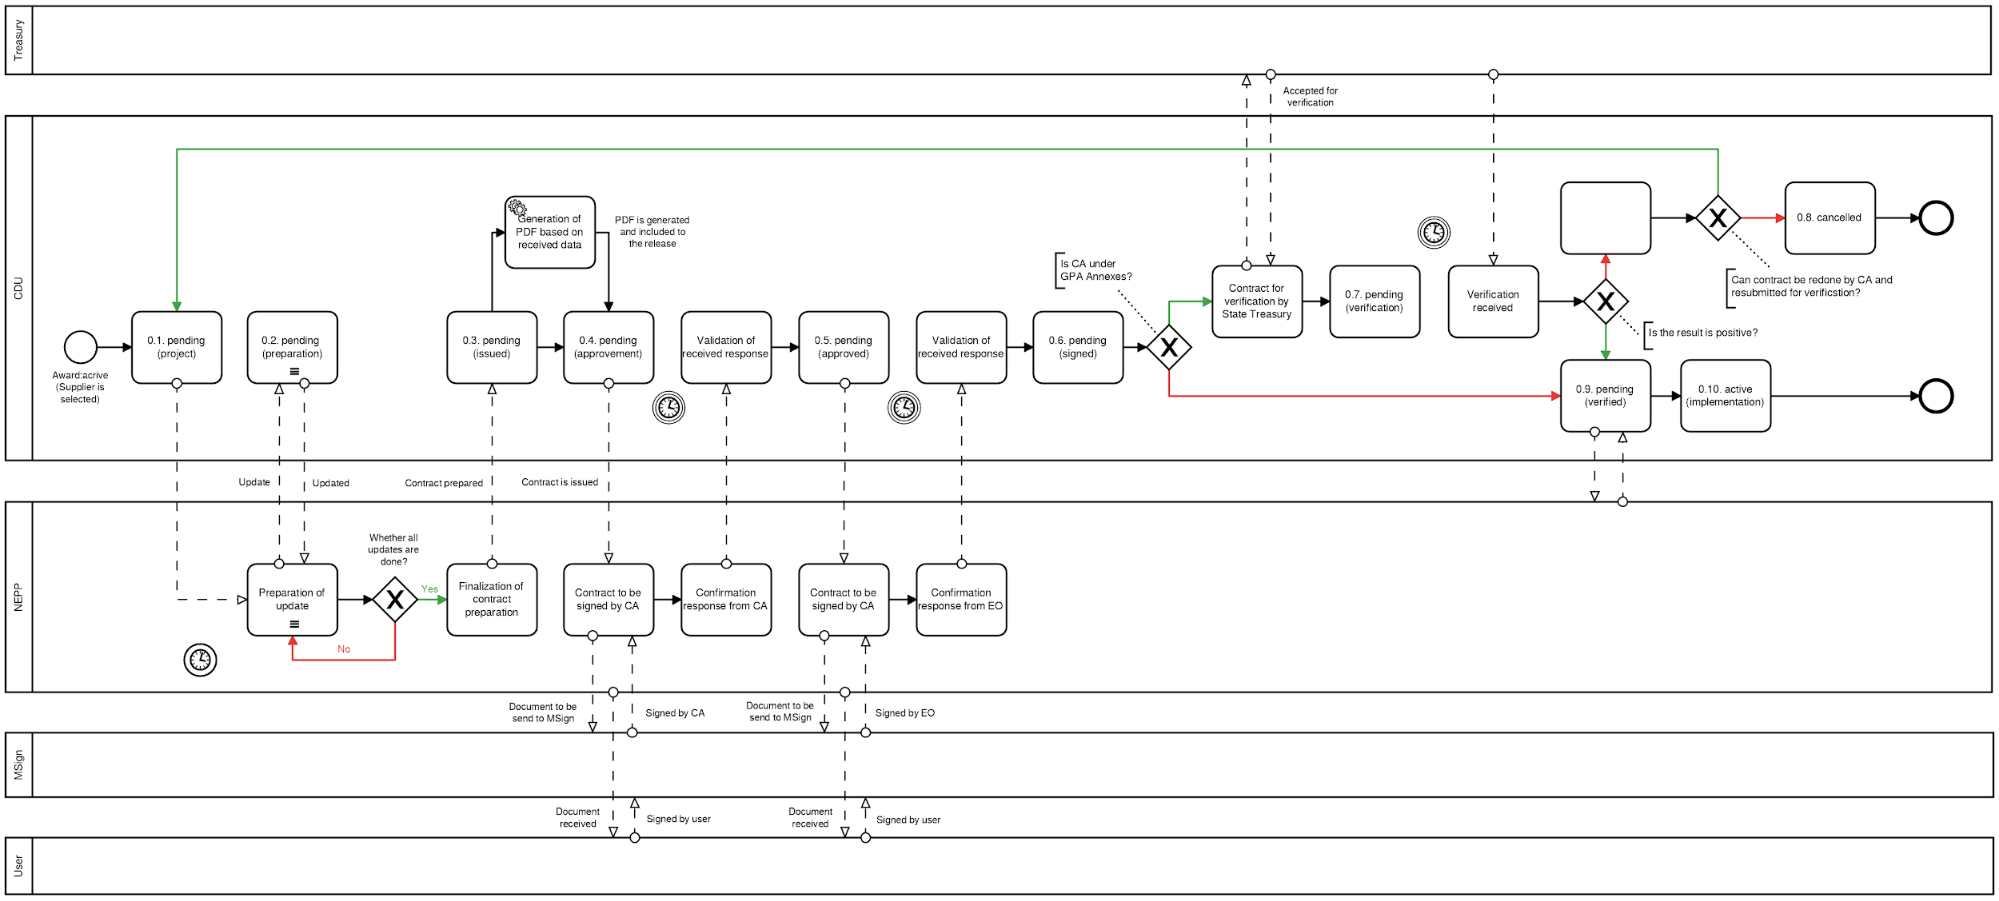 Treasury
Accepted for
verification
CDU
Award:acrive
(Supplier is
selected)
0.1. pending
(project)
0.2. pending
(preparation)
0.3. pending
(issued)
Generation of
PDF based on
received data
PDF is generated
and included to
the release
0.4. pending
(approvement)
Validation of
received response
0.5. pending
(approved)
Validation of
received response
0.6. pending
(signed)
Is CA under
GPA Annexes?
X
Contract for
verification by
State Treasury
0.7. pending
(verification)
Verification
received
X
Is the result is positive?
X
Can contract be redone by CA and
resubmitted for verificstion?
0.8. cancelled
0.9. pending
(verified)
0.10. active
(implementation)
Update
Updated
Contract prepared
Contract is issued
NEPP
Preparation of
update
Whether all
updates are
done?
X
Yes
No
Finalization of
contract
preparation
Contract to be
signed by CA
Confirmation
response from CA
Contract to be
signed by CA
Confirmation
response from EO
Document to be
send to MSign
Signed by CA
Document to be
send to MSign
Signed by EO
MSign
Document
received
Signed by user
Document
received
Signed by user
User